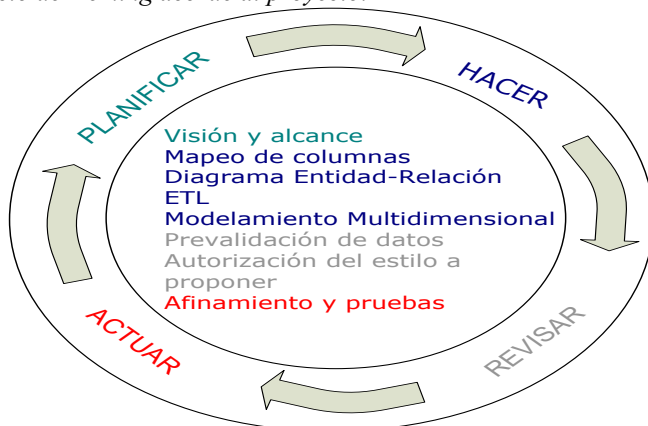 PLANIFICAR
HACER
Visión y alcance
Mapeo de columnas
Diagrama Entidad-Relación
ETL
Modelamiento Multidimensional
Prevalidación de datos
Autorización del estilo a
proponer
Afinamiento y pruebas
ACTUAR
REVISAR